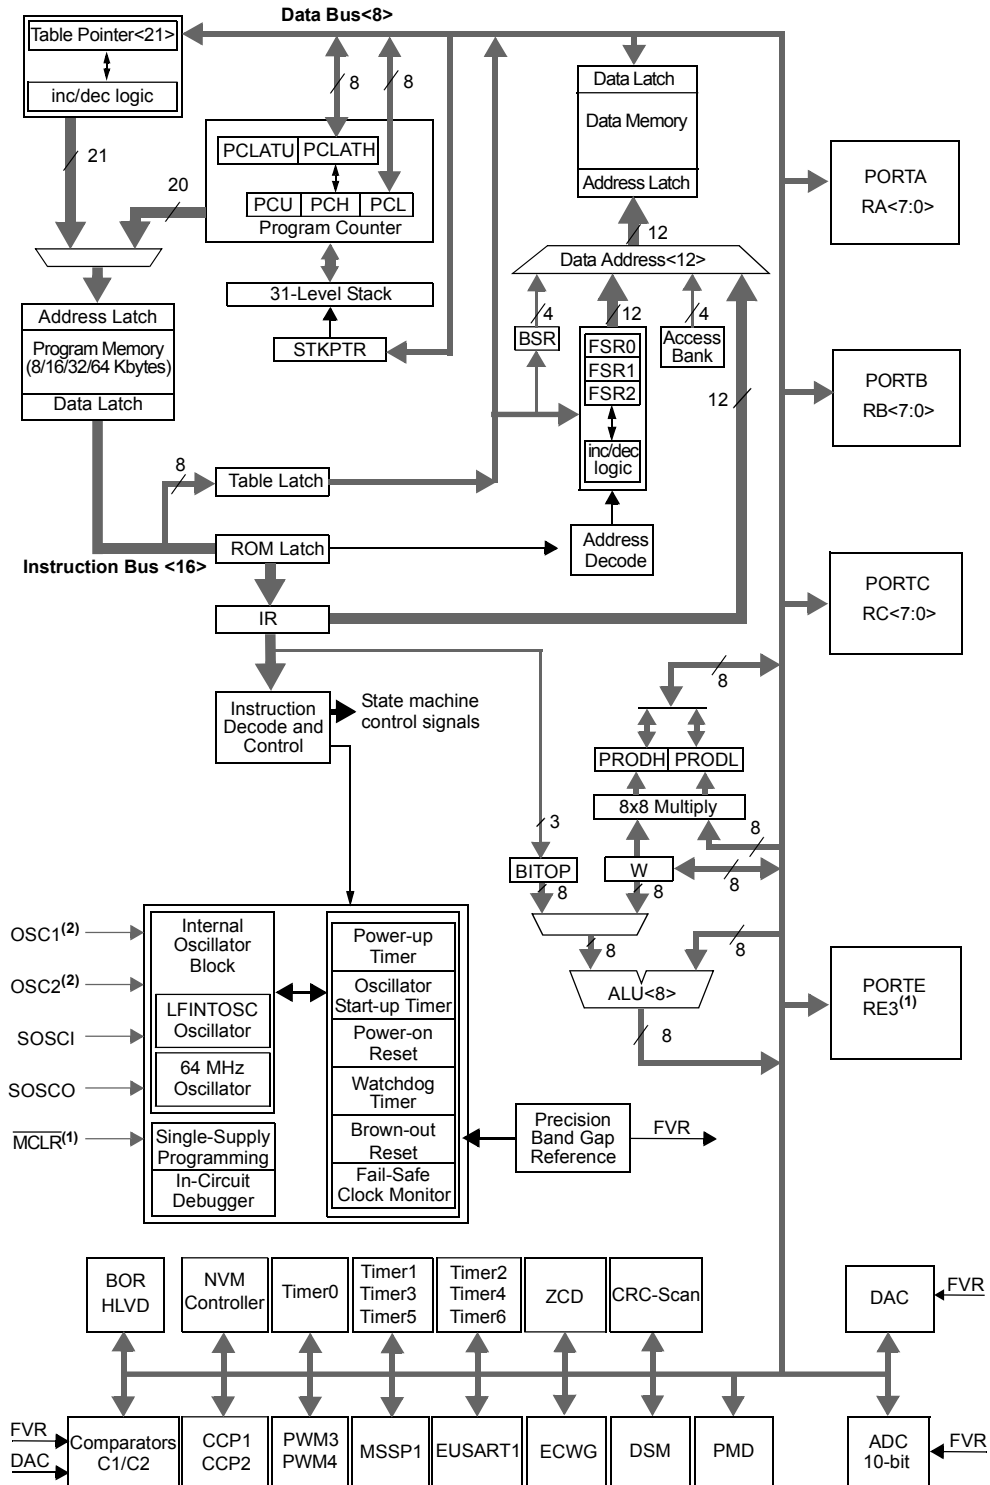 Data Bus<8>
Table Pointer<21>
inc/dec logic
21
20
8
8
PCLATU PCLATH
PCU PCH PCL
Program Counter
31-Level Stack
STKPTR
Data Latch
Data Memory
Address Latch
12
Data Address<12>
4
12
4
BSR
FSR0
FSR1
FSR2
inc/dec
logic
Access
Bank
12
Address
Decode
Address Latch
Program Memory
(8/16/32/64 Kbytes)
Data Latch
8
Table Latch
ROM Latch
Instruction Bus <16>
IR
Instruction
Decode and
Control
State machine
control signals
PORTA
RA<7:0>
PORTB
RB<7:0>
PORTC
RC<7:0>
8
PRODH PRODL
8x8 Multiply
8
3
BITOP
W
8
8
8
8
8
ALU<8>
8
PORTE
RE3(1)
OSC1(2)
OSC2(2)
SOSCI
SOSCO
MCLR(1)
Internal
Oscillator
Block
LFINTOSC
Oscillator
64 MHz
Oscillator
Single-Supply
Programming
In-Circuit
Debugger
Power-up
Timer
Oscillator
Start-up Timer
Power-on
Reset
Watchdog
Timer
Brown-out
Reset
Fail-Safe
Clock Monitor
Precision
Band Gap
Reference
FVR
BOR
HLVD
NVM
Controller
Timer0
Timer1
Timer3
Timer5
Timer2
Timer4
Timer6
ZCD
CRC-Scan
DAC
FVR
FVR
DAC
Comparators
C1/C2
CCP1
CCP2
PWM3
PWM4
MSSP1
EUSART1
ECWG
DSM
PMD
ADC
10-bit
FVR